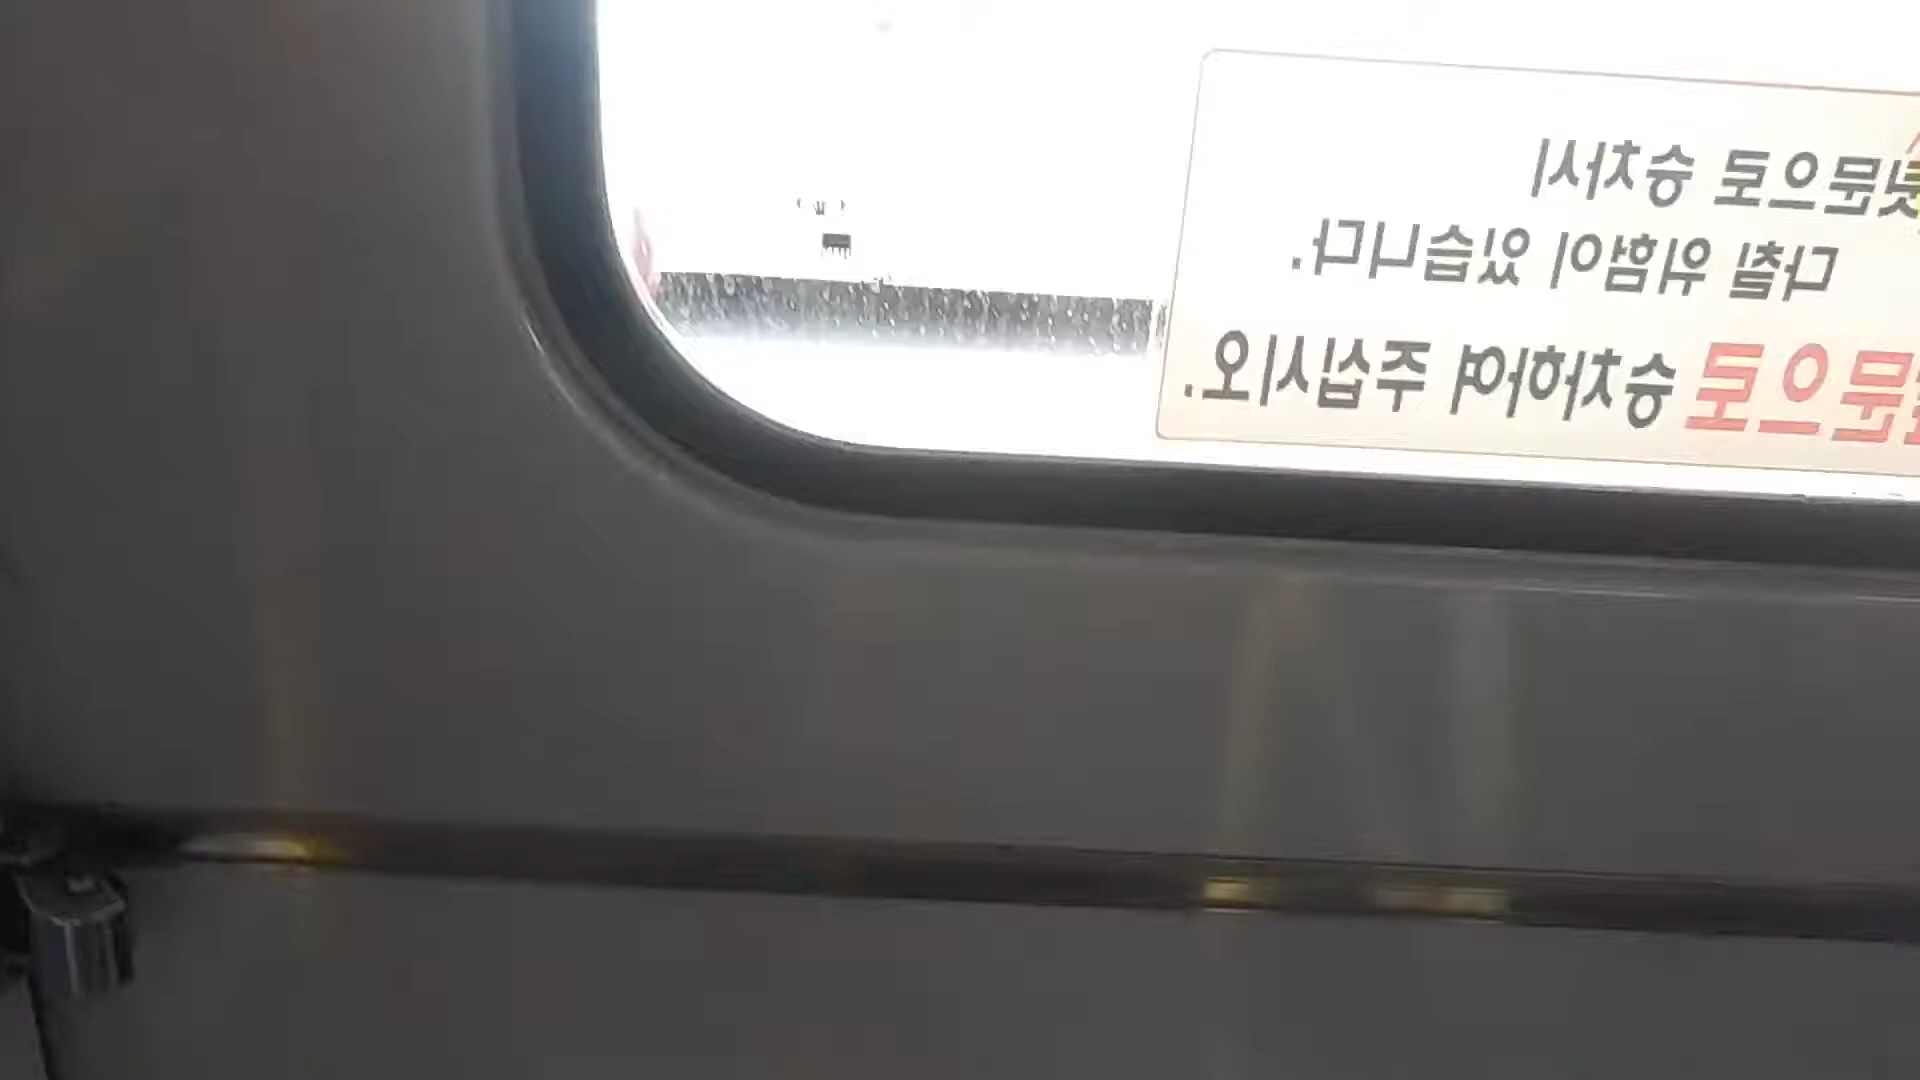 뒷문으로 승차시
다칠 위험이 있습니다.
문으로 승차하여 주십시오.